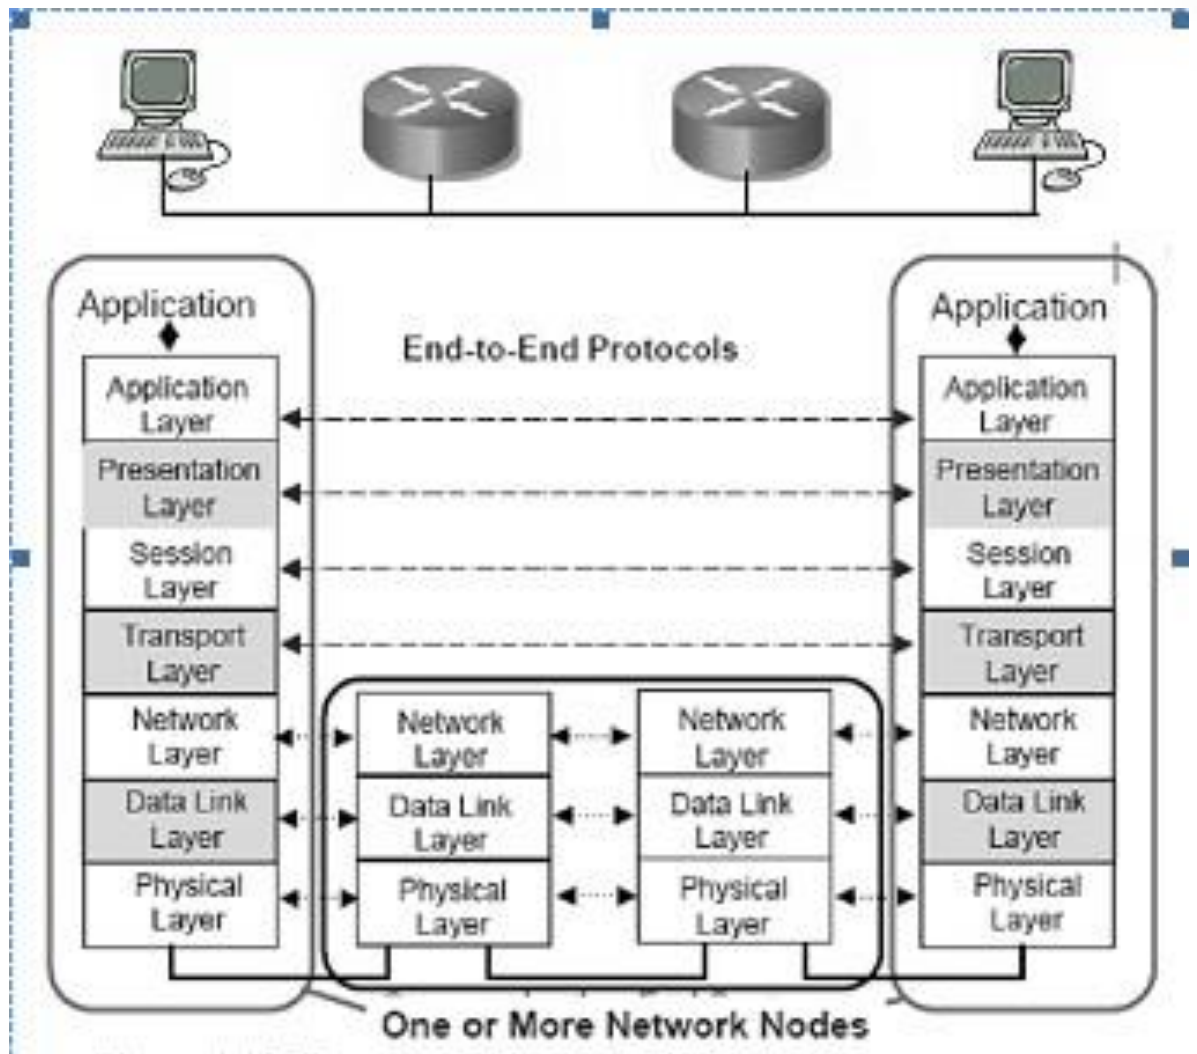 Application
Application
End-to-End Protocols
Application
Layer
Application
Layer
Presentation
Layer
Presentation
Layer
Session
Layer
Session
Layer
Transport
Layer
Transport
Layer
Network
Layer
Network
Layer
Network
Layer
Network
Layer
Data Link
Layer
Data Link
Layer
Data Link
Layer
Data Link
Layer
Physical
Layer
Physical
Layer
Physical
Layer
Physical
Layer
One or More Network Nodes